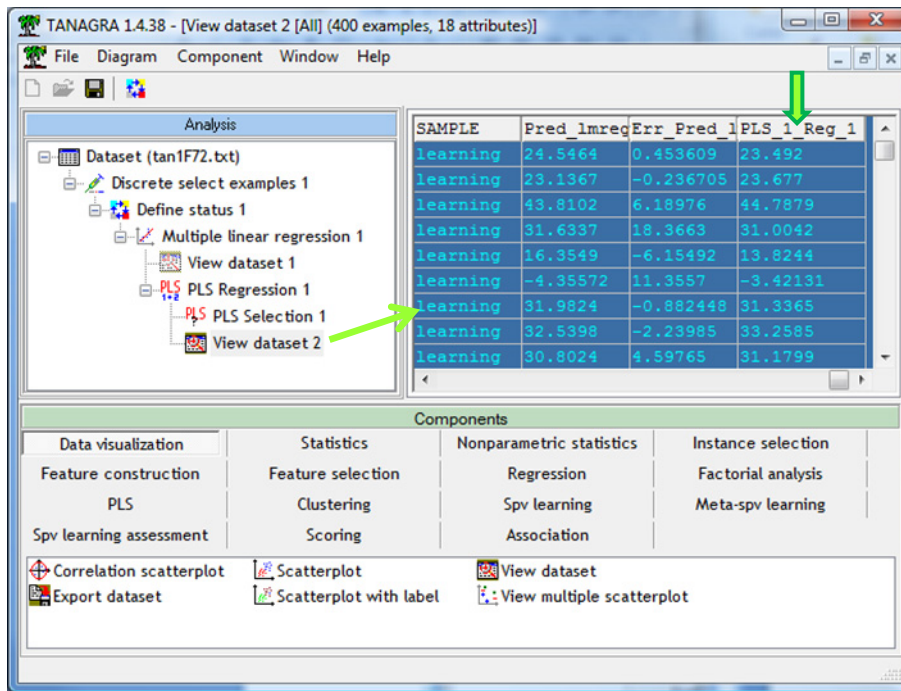 TANAGRA 1.4.38 - [View dataset 2 [All] (400 examples, 18 attributes)]
File Diagram Component Window Help
Analysis
Dataset (tan1F72.txt)
Discrete select examples 1
Define status 1
Multiple linear regression 1
View dataset 1
PLS Regression 1
PLS Selection 1
View dataset 2
SAMPLE Pred_lmreg Err_Pred_l PLS_1_Reg_1
learning 24.5464 0.453609 23.492
learning 23.1367 -0.236705 23.677
learning 43.8102 6.18976 44.7879
learning 31.6337 18.3663 31.0042
learning 16.3549 -6.15492 13.8244
learning -4.35572 11.3557 -3.42131
learning 31.9824 -0.882448 31.3365
learning 32.5398 -2.23985 33.2585
learning 30.8024 4.59765 31.1799
Components
Data visualization Statistics Nonparametric statistics Instance selection
Feature construction Feature selection Regression Factorial analysis
PLS Clustering Spv learning Meta-spv learning
Spv learning assessment Scoring Association
Correlation scatterplot Scatterplot View dataset
Export dataset Scatterplot with label View multiple scatterplot